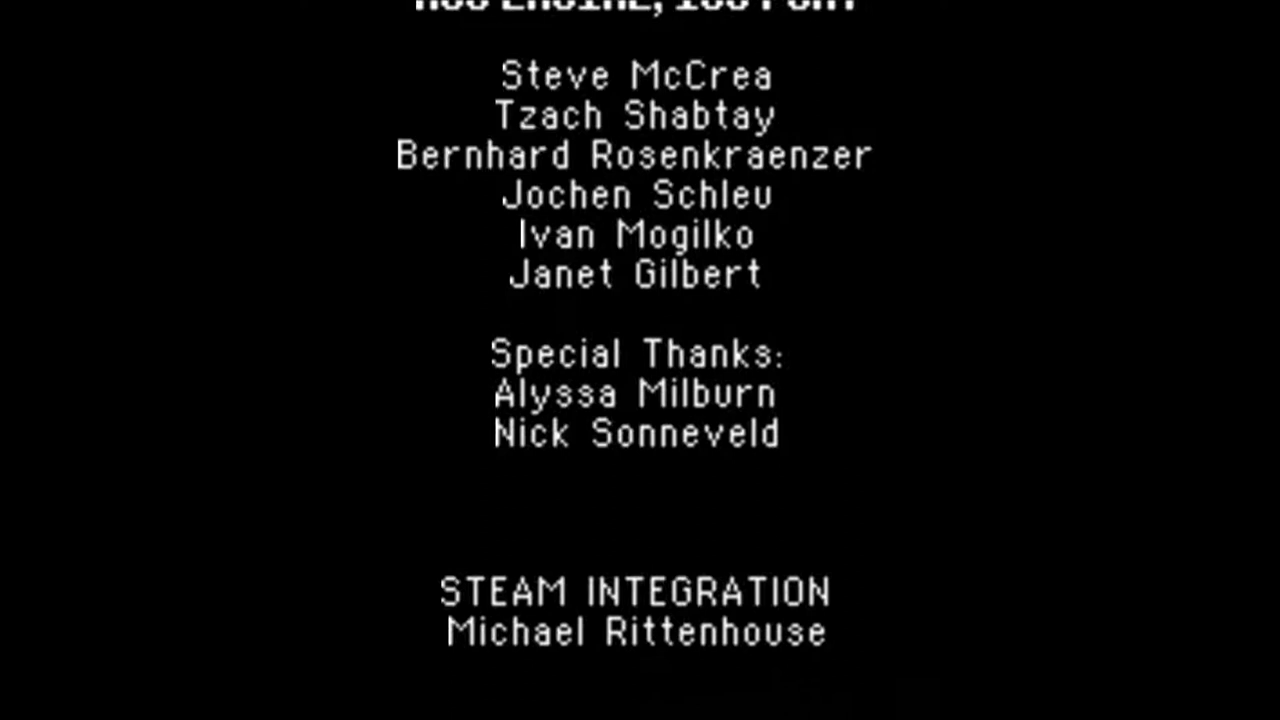 Steve McCrea
Tzach Shabtay
Bernhard Rosenkraenzer
Jochen Schleu
Ivan Mogilko
Janet Gilbert
Special Thanks:
Alyssa Milburn
Nick Sonneveld
STEAM INTEGRATION
Michael Rittenhouse